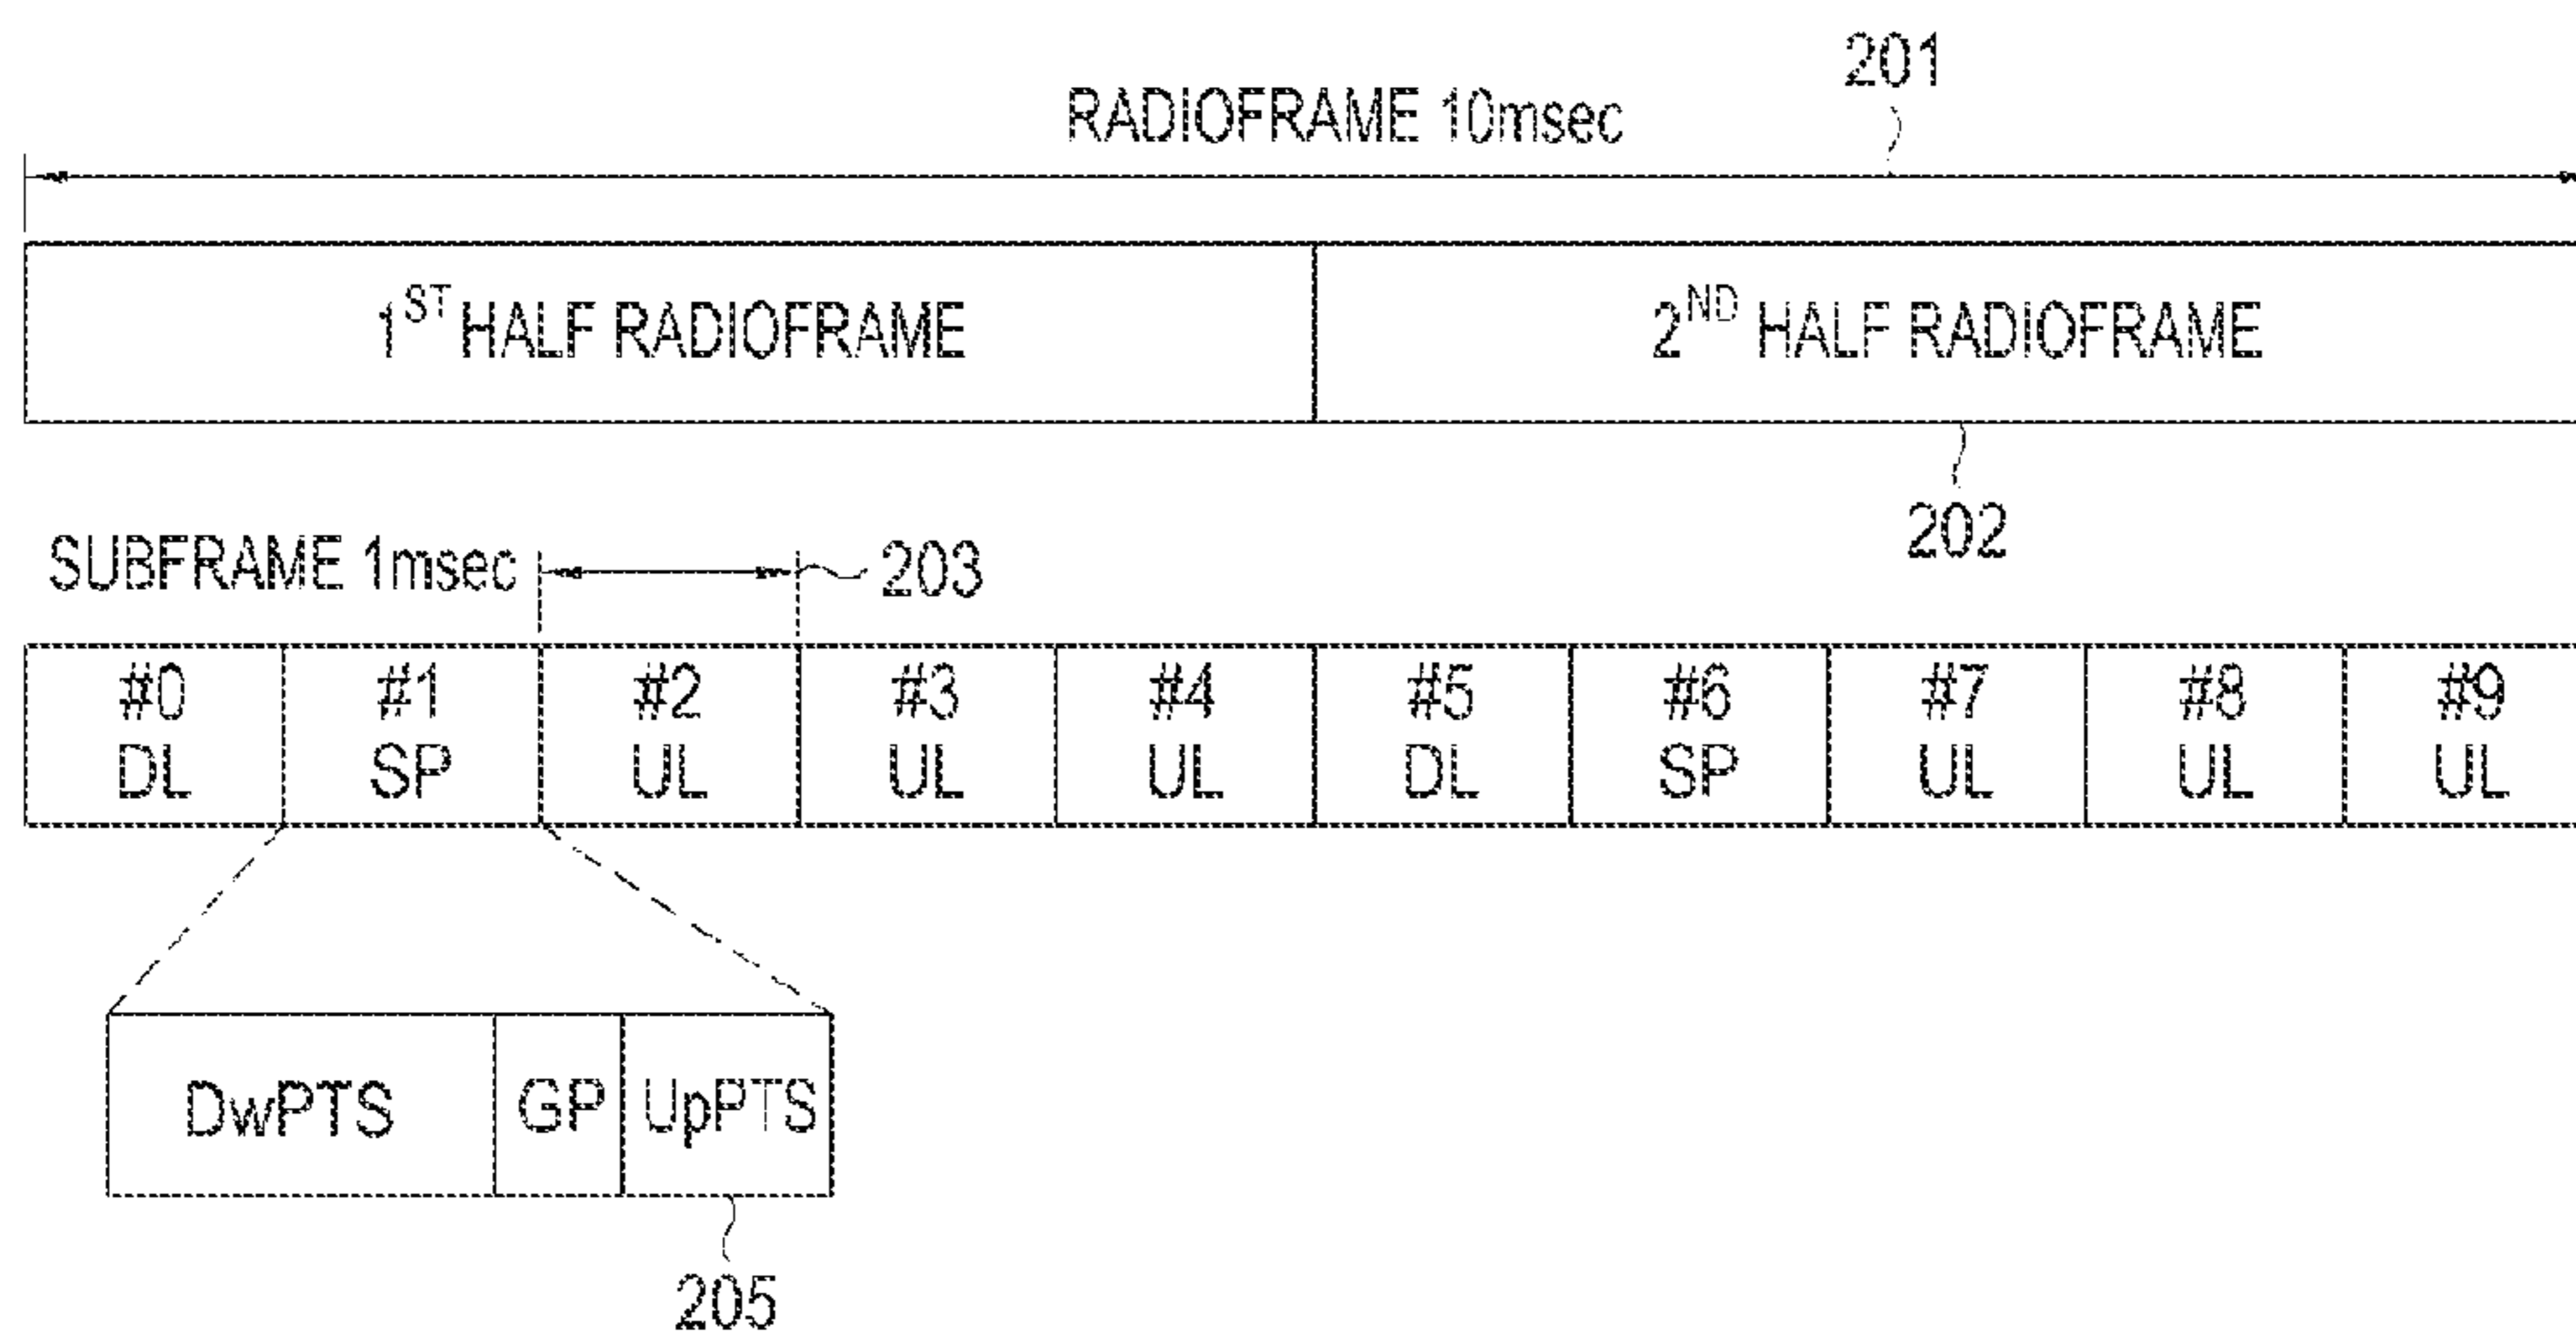 201
RADIOFRAME 10msec
1ST HALF RADIOFRAME
2ND HALF RADIOFRAME
202
SUBFRAME 1msec
203
#0 #1 #2 #3 #4 #5 #6 #7 #8 #9
DL SP UL UL UL DL SP UL UL UL
DwPTS GP UpPTS
205